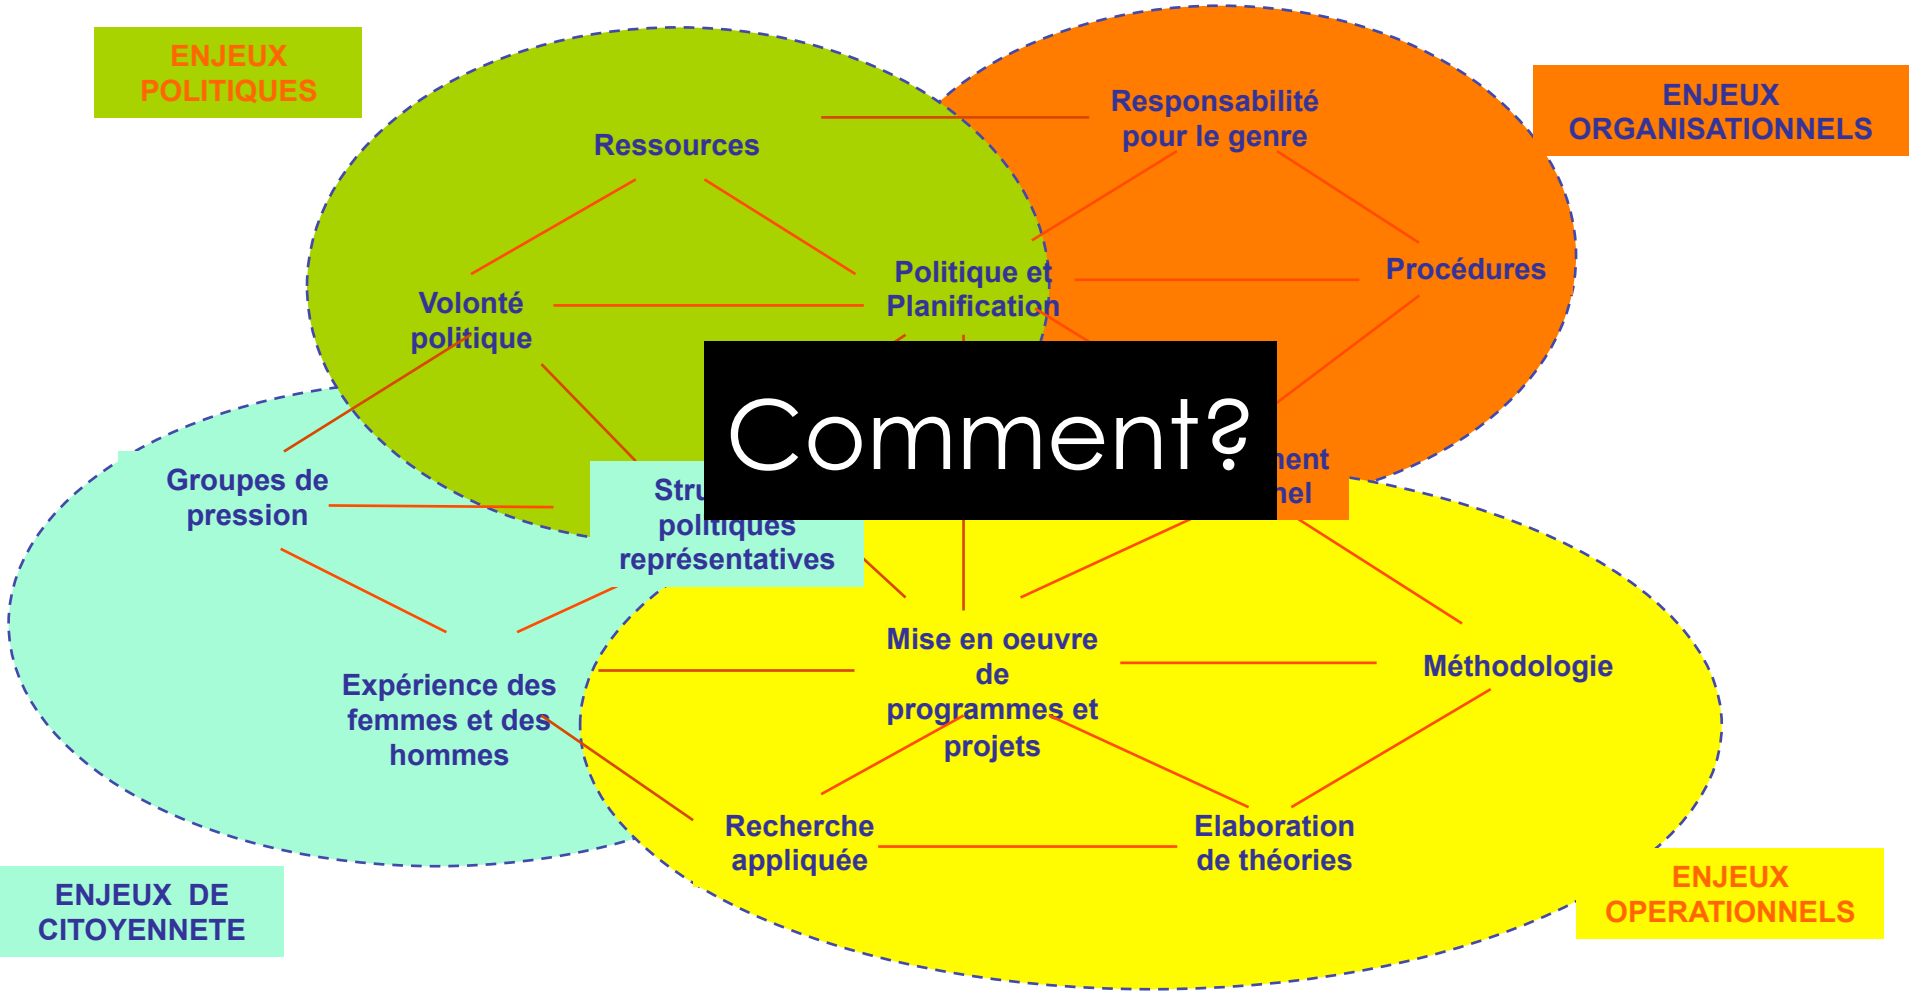 ENJEUX
POLITIQUES
Ressources
Responsabilité
pour le genre
ENJEUX
ORGANISATIONNELS
Volonté
politique
Politique et
Planification
Procédures
Comment?
Groupes de
pression
politiques
représentatives
Expérience des
femmes et des
hommes
Mise en oeuvre
de
programmes et
projets
Méthodologie
Recherche
appliquée
Elaboration
de théories
ENJEUX DE
CITOYENNETE
ENJEUX
OPERATIONNELS